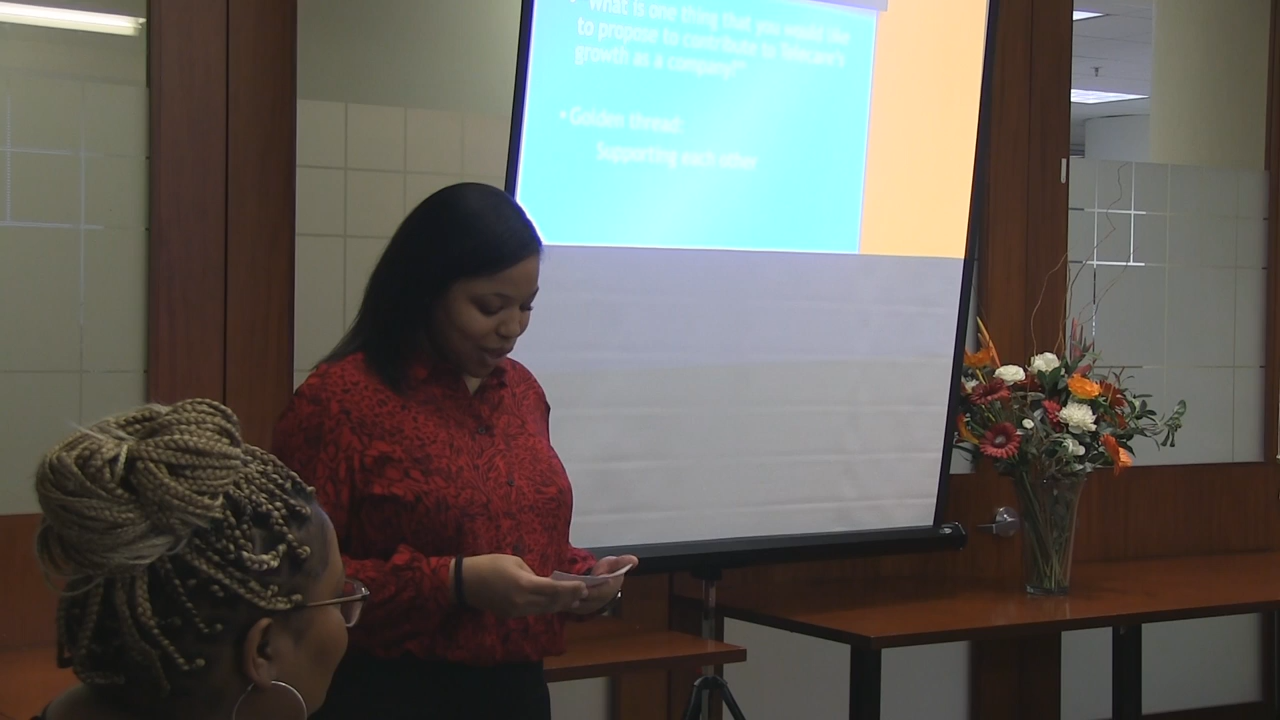 • "What is one thing that you would like
to propose to contribute to Telecare's
growth as a company?"
• Golden thread:
Supporting each other